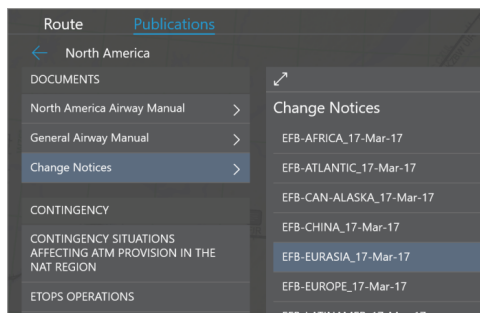 Route
Publications
North America
DOCUMENTS
North America Airway Manual
General Airway Manual
Change Notices
CONTINGENCY
CONTINGENCY SITUATIONS
AFFECTING ATM PROVISION IN THE
NAT REGION
ETOPS OPERATIONS
Change Notices
EFB-AFRICA_17-Mar-17
EFB-ATLANTIC_17-Mar-17
EFB-CAN-ALASKA_17-Mar-17
EFB-CHINA_17-Mar-17
EFB-EURASIA_17-Mar-17
EFB-EUROPE_17-Mar-17